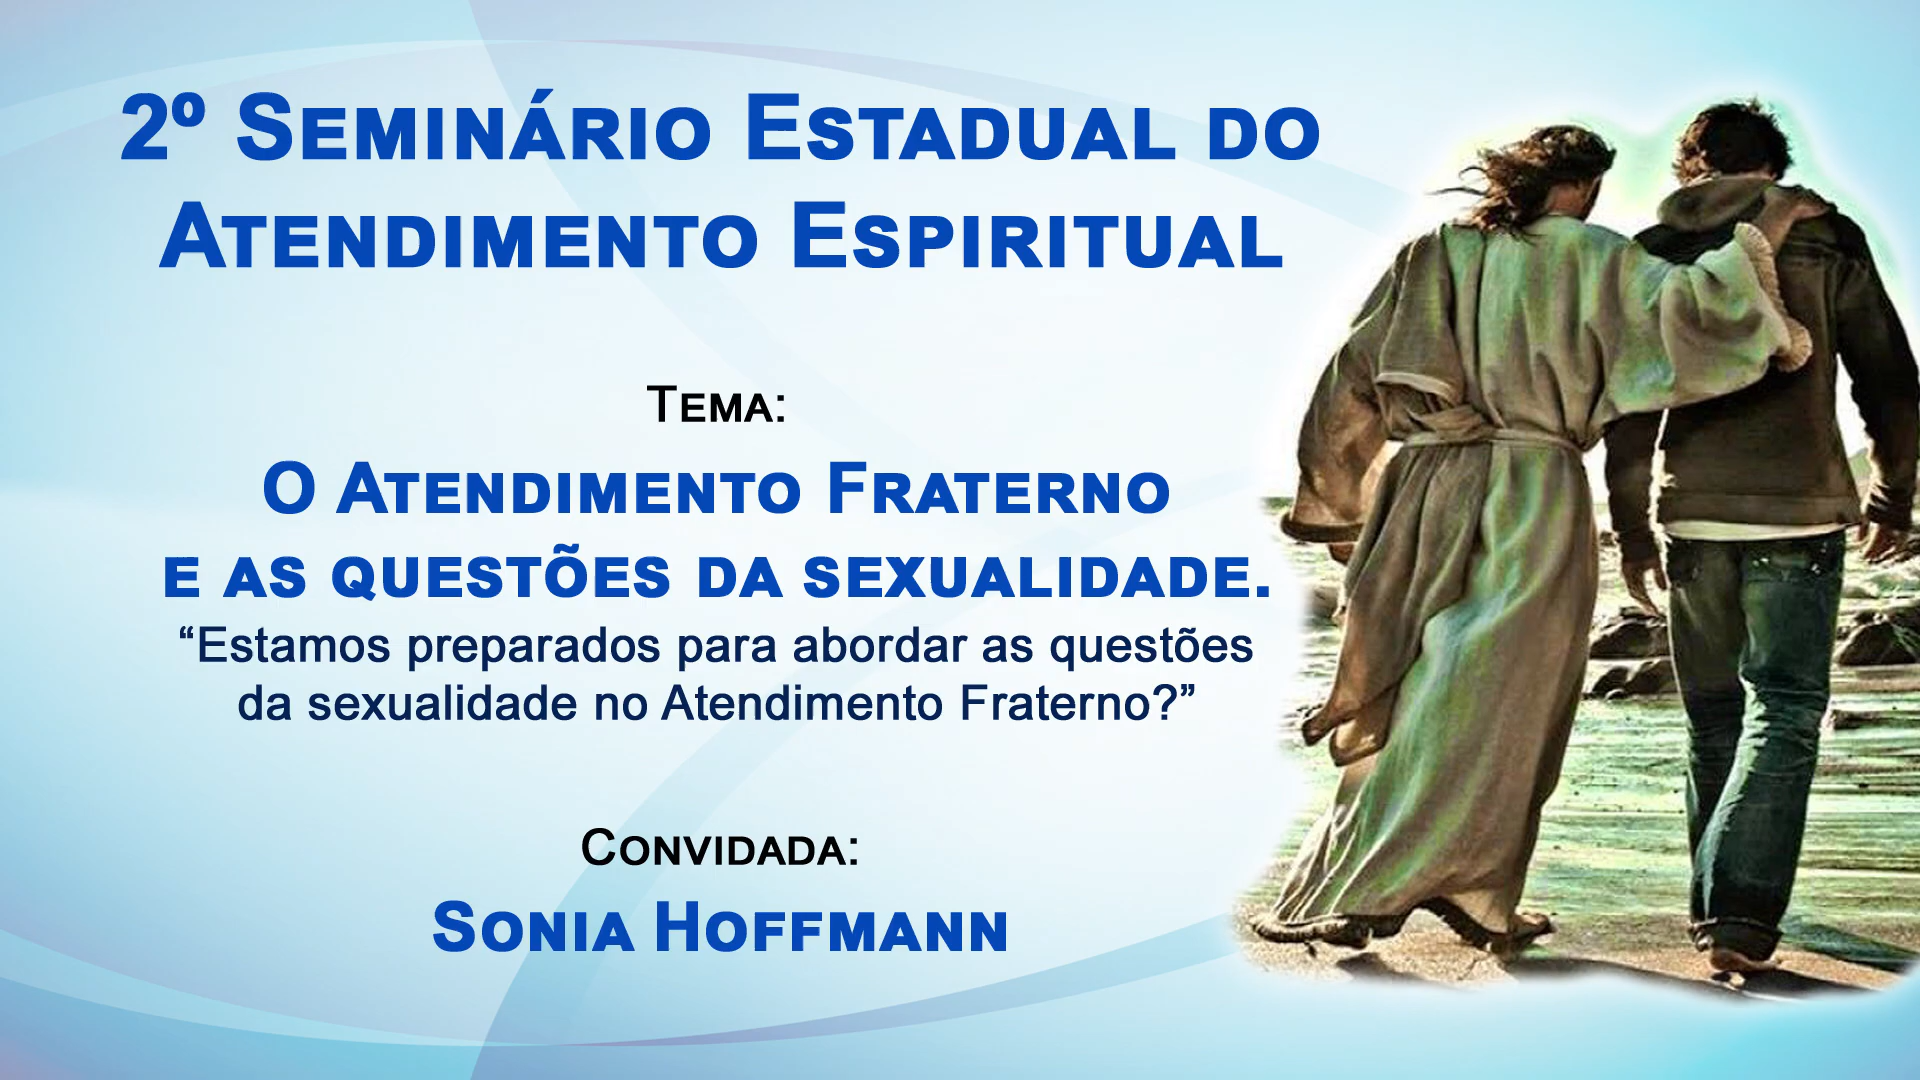 2º Seminário Estadual do
Atendimento Espiritual
Tema:
O Atendimento Fraterno
e as questões da sexualidade.
“Estamos preparados para abordar as questões
da sexualidade no Atendimento Fraterno?”
Convidada:
Sonia Hoffmann